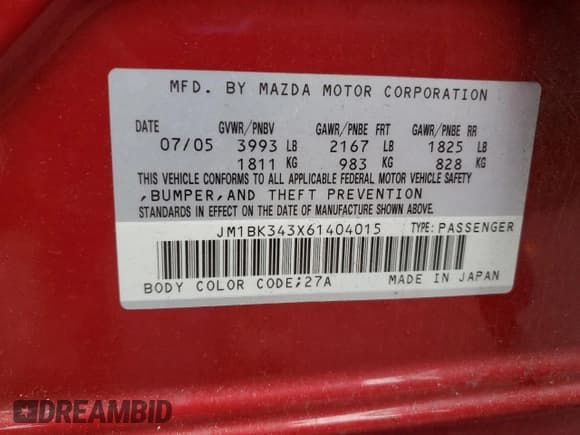 MFD. BY MAZDA MOTOR CORPORATION
DATE GVWR/PNBV GAWR/PNBE FRT GAWR/PNBE RR
07/05 3993 LB 2167 LB 1825 LB
1811 KG 983 KG 828 KG
THIS VEHICLE CONFORMS TO ALL APPLICABLE FEDERAL MOTOR VEHICLE SAFETY
,BUMPER,AND THEFT PREVENTION
STANDARDS IN EFFECT ON THE DATE OF MANUFACTURE SHOWN ABOVE.
JM1BK343X61404015 TYPE:PASSENGER
BODY COLOR CODE;27A MADE IN JAPAN
DREAMBID